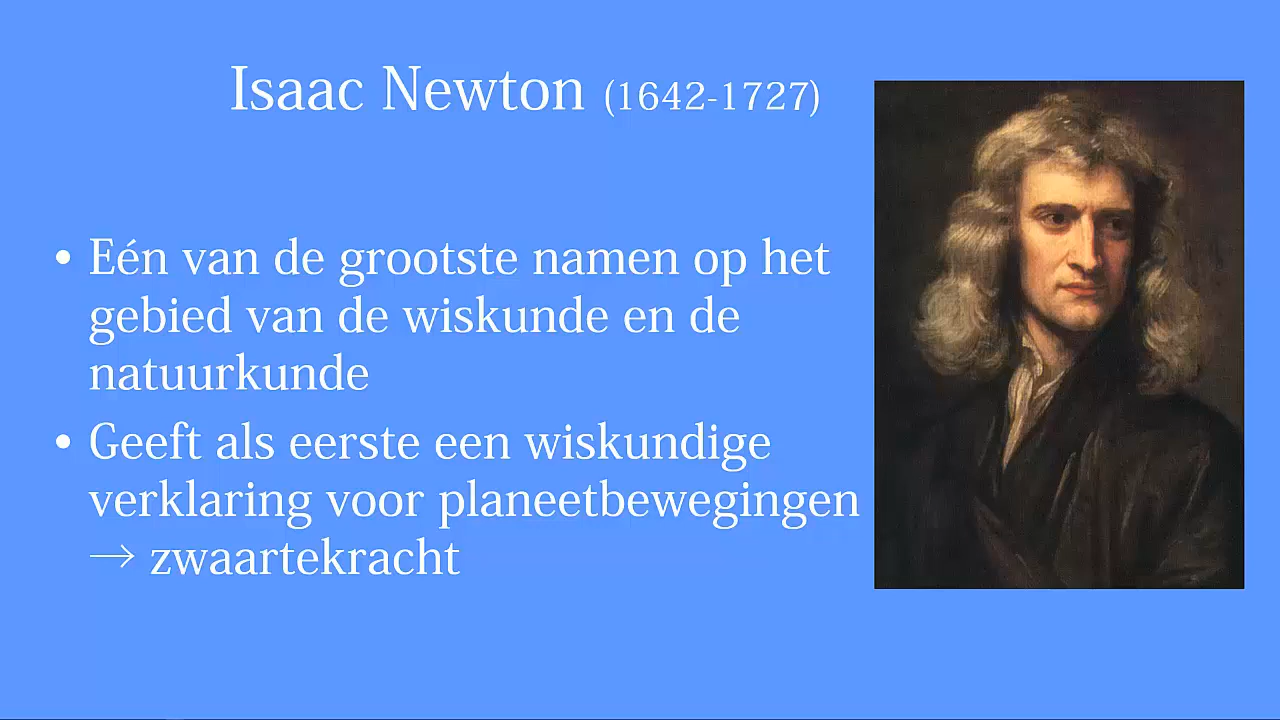 Isaac Newton (1642-1727)
• Eén van de grootste namen op het
gebied van de wiskunde en de
natuurkunde
• Geeft als eerste een wiskundige
verklaring voor planeetbewegingen
→ zwaartekracht